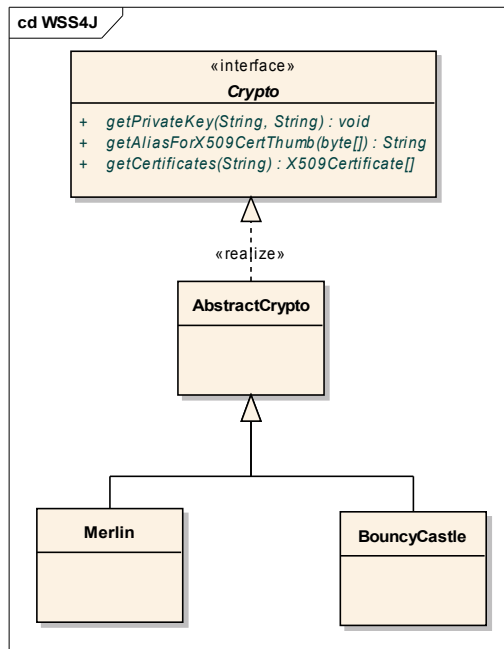 cd WSS4J
«interface»
Crypto
+ getPrivateKey(String, String) : void
+ getAliasForX509CertThumb(byte[]) : String
+ getCertificates(String) : X509Certificate[]
«realize»
AbstractCrypto
Merlin
BouncyCastle